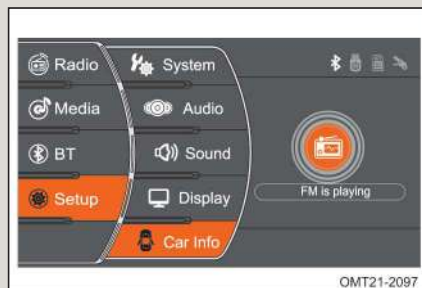 Radio
Media
BT
Setup
System
Audio
Sound
Display
Car Info
FM is playing
OMT21-2097